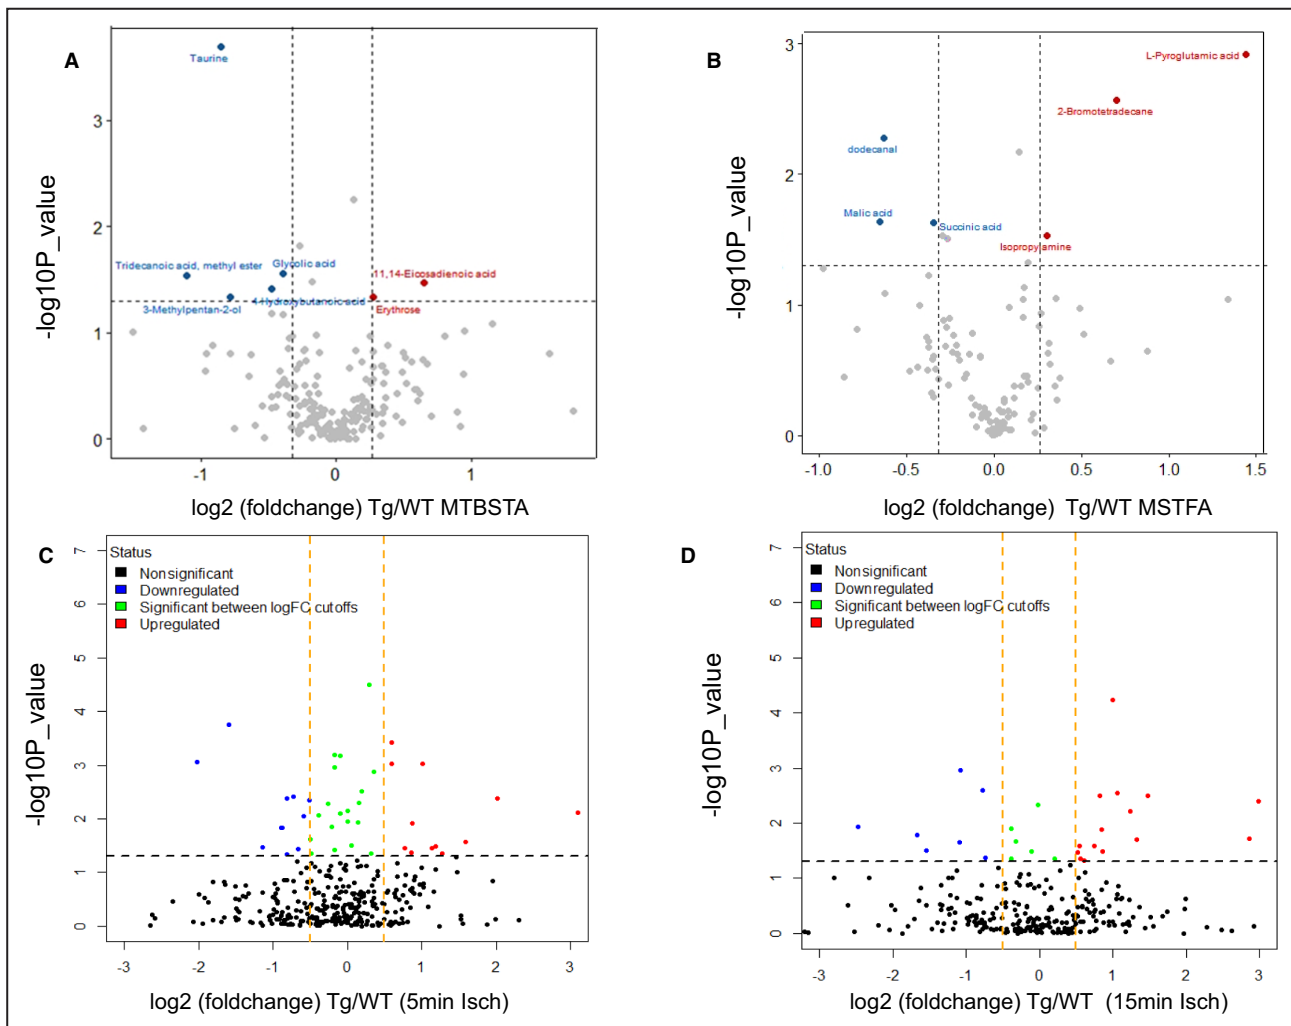 A
Taurine
Tridecanoic acid, methyl ester
Glycolic acid
11,14-Eicosadienoic acid
4-Hydroxybutanoic acid
3-Methylpentan-2-ol
Erythrose
-log10P_value
3
2
1
0
-1
0
1
log2 (foldchange) Tg/WT MTBSTA
B
L-Pyroglutamic acid
2-Bromotetradecane
dodecanal
Malic acid
Succinic acid
Isopropylamine
-log10P_value
3
2
1
0
-1.0
-0.5
0.0
0.5
1.0
1.5
log2 (foldchange) Tg/WT MSTFA
C
Status
Nonsignificant
Downregulated
Significant between logFC cutoffs
Upregulated
-log10P_value
7
6
5
4
3
2
1
0
-3
-2
-1
0
1
2
3
log2 (foldchange) Tg/WT (5min Isch)
D
Status
Nonsignificant
Downregulated
Significant between logFC cutoffs
Upregulated
-log10P_value
7
6
5
4
3
2
1
0
-3
-2
-1
0
1
2
3
log2 (foldchange) Tg/WT (15min Isch)